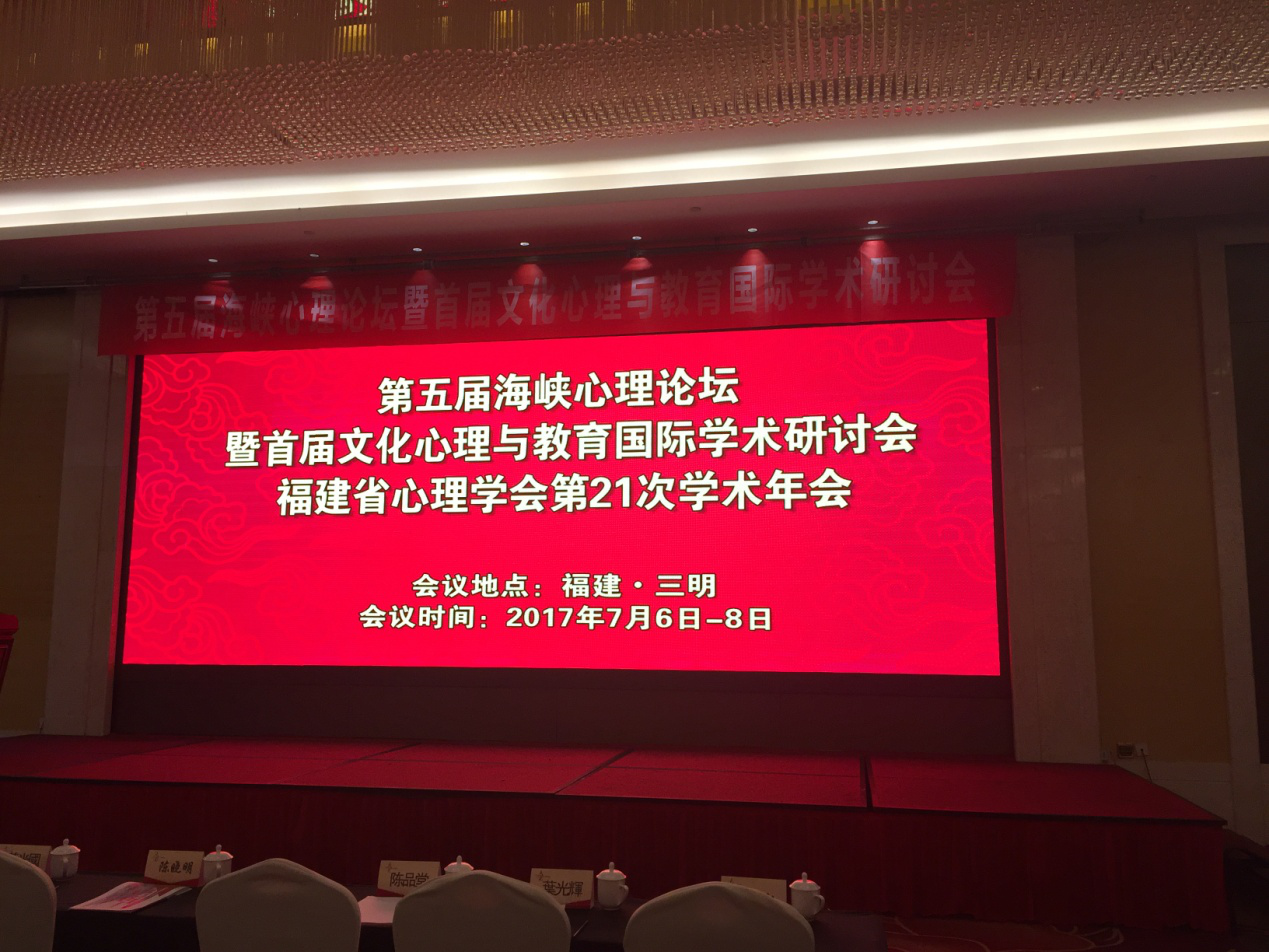 第五届海峡心理论坛暨首届文化心理与教育国际学术研讨会
第五届海峡心理论坛
暨首届文化心理与教育国际学术研讨会
福建省心理学会第21次学术年会
会议地点：福建·三明
会议时间：2017年7月6日-8日
國
陈晓明
陈品堂
葉光輝